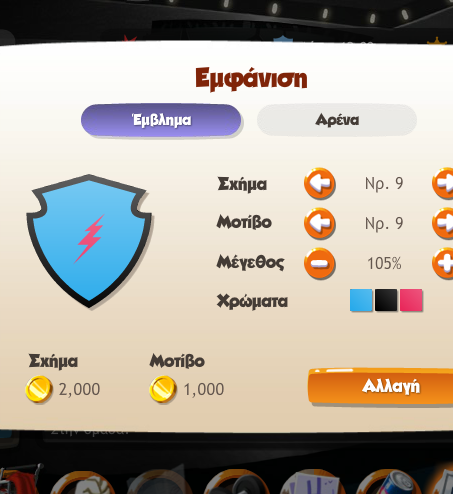 Εμφάνιση
Έμβλημα Αρένα
Σχήμα Νρ. 9
Μοτίβο Νρ. 9
Μέγεθος 105%
Χρώματα
Σχήμα Μοτίβο
2,000 1,000
Αλλαγή